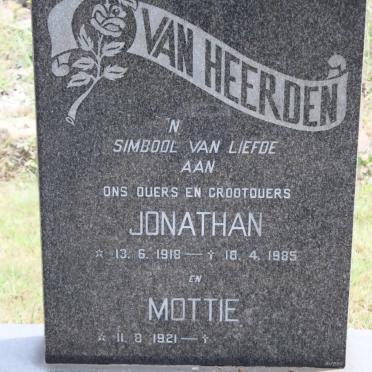 VAN HEERDEN
'N
SIMBOOL VAN LIEFDE
AAN
ONS OUERS EN GROOTOUERS
JONATHAN
☆ 13. 6. 1918 — † 18. 4. 1985
EN
MOTTIE
☆ 11. 8. 1921 — †